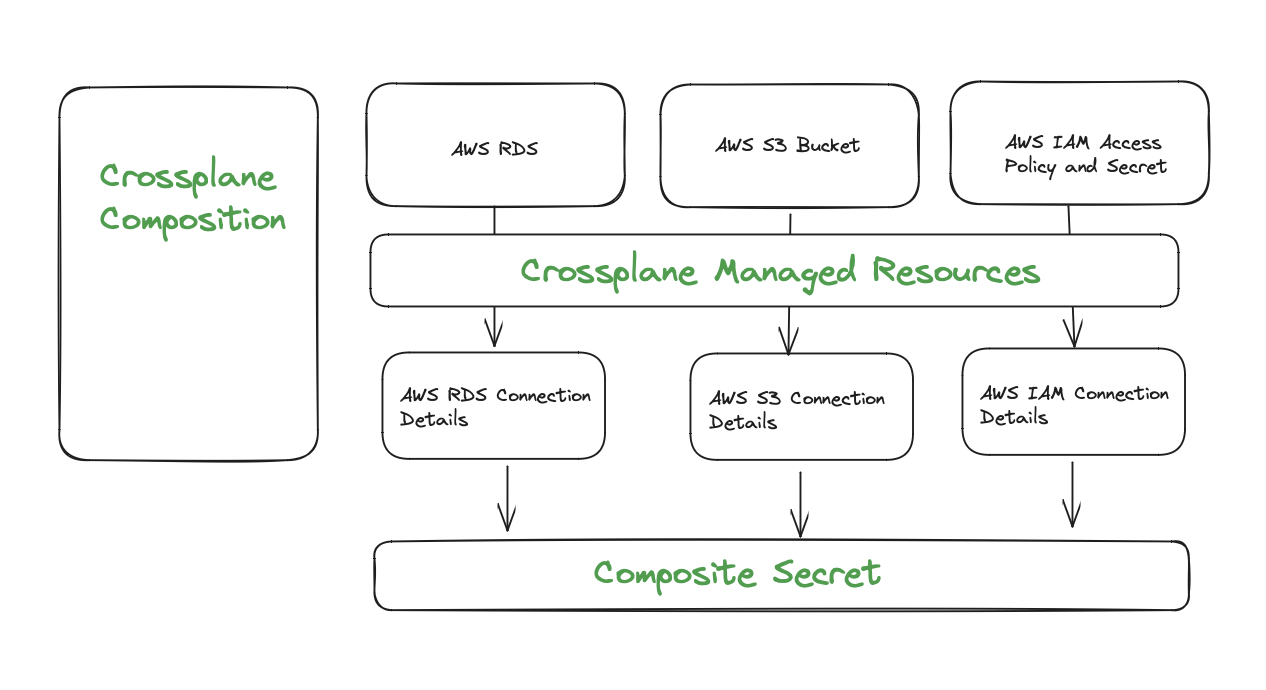 Crossplane
Composition
AWS RDS
AWS S3 Bucket
AWS IAM Access
Policy and Secret
Crossplane Managed Resources
AWS RDS Connection
Details
AWS S3 Connection
Details
AWS IAM Connection
Details
Composite Secret